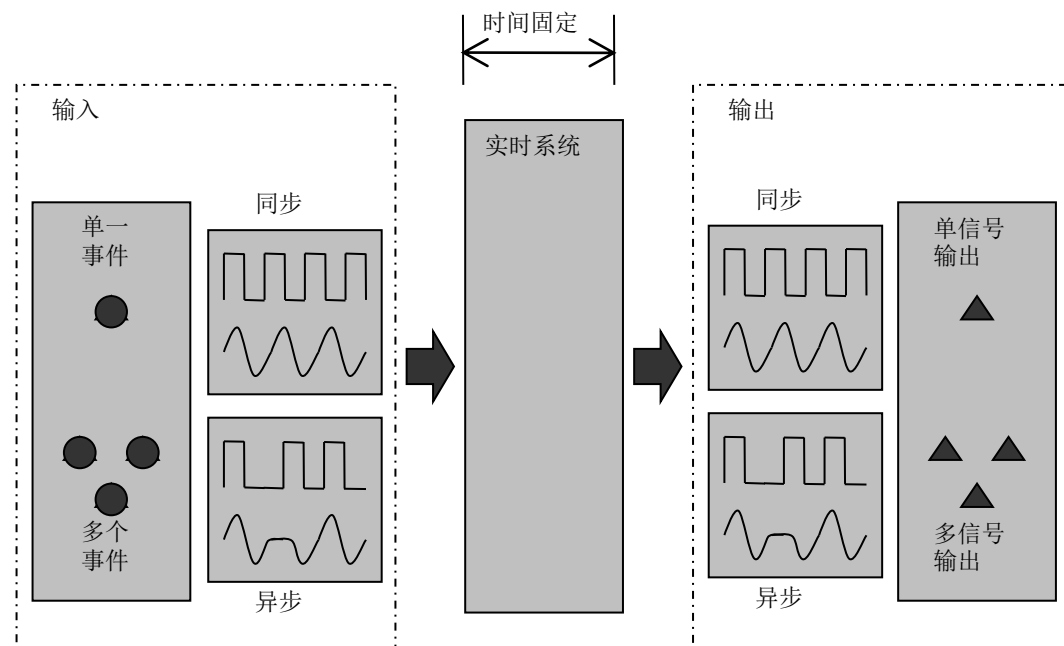 时间固定
输入
单一
事件
多个
事件
同步
异步
实时系统
输出
同步
异步
单信号
输出
多信号
输出